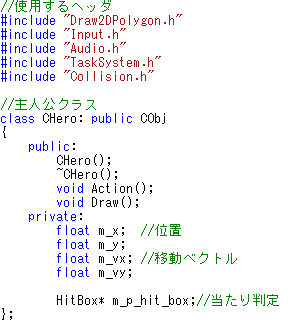 //使用するヘッダ
#include "Draw2DPolygon.h"
#include "Input.h"
#include "Audio.h"
#include "TaskSystem.h"
#include "Collision.h"

//主人公クラス
class CHero: public CObj
{
    public:
        CHero();
        ~CHero();
        void Action();
        void Draw();
    private:
        float m_x;  //位置
        float m_y;
        float m_vx; //移動ベクトル
        float m_vy;

        HitBox* m_p_hit_box;//当たり判定
};